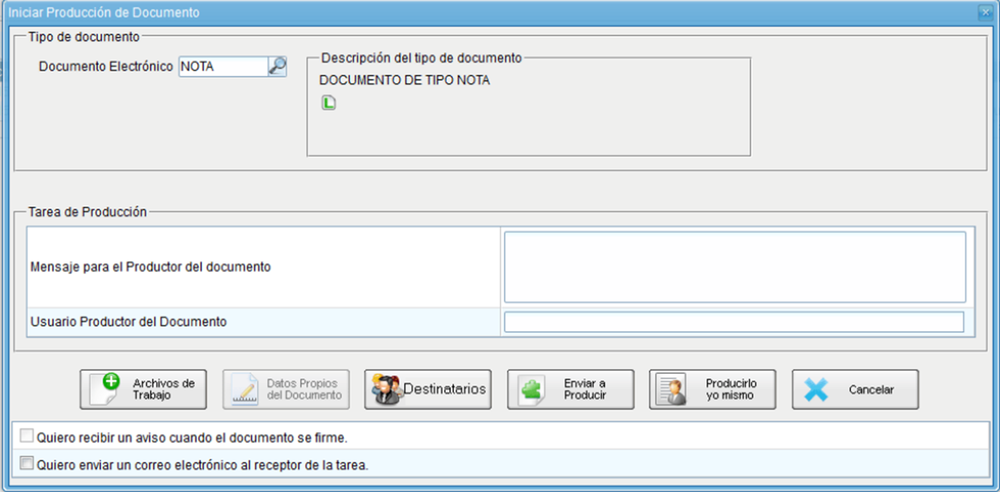 Iniciar Producción de Documento
Tipo de documento
Documento Electrónico NOTA
Descripción del tipo de documento
DOCUMENTO DE TIPO NOTA
L
Tarea de Producción
Mensaje para el Productor del documento
Usuario Productor del Documento
Archivos de
Trabajo
Datos Propios
del Documento
Destinatarios
Enviar a
Producir
Producirlo
yo mismo
Cancelar
Quiero recibir un aviso cuando el documento se firme.
Quiero enviar un correo electrónico al receptor de la tarea.